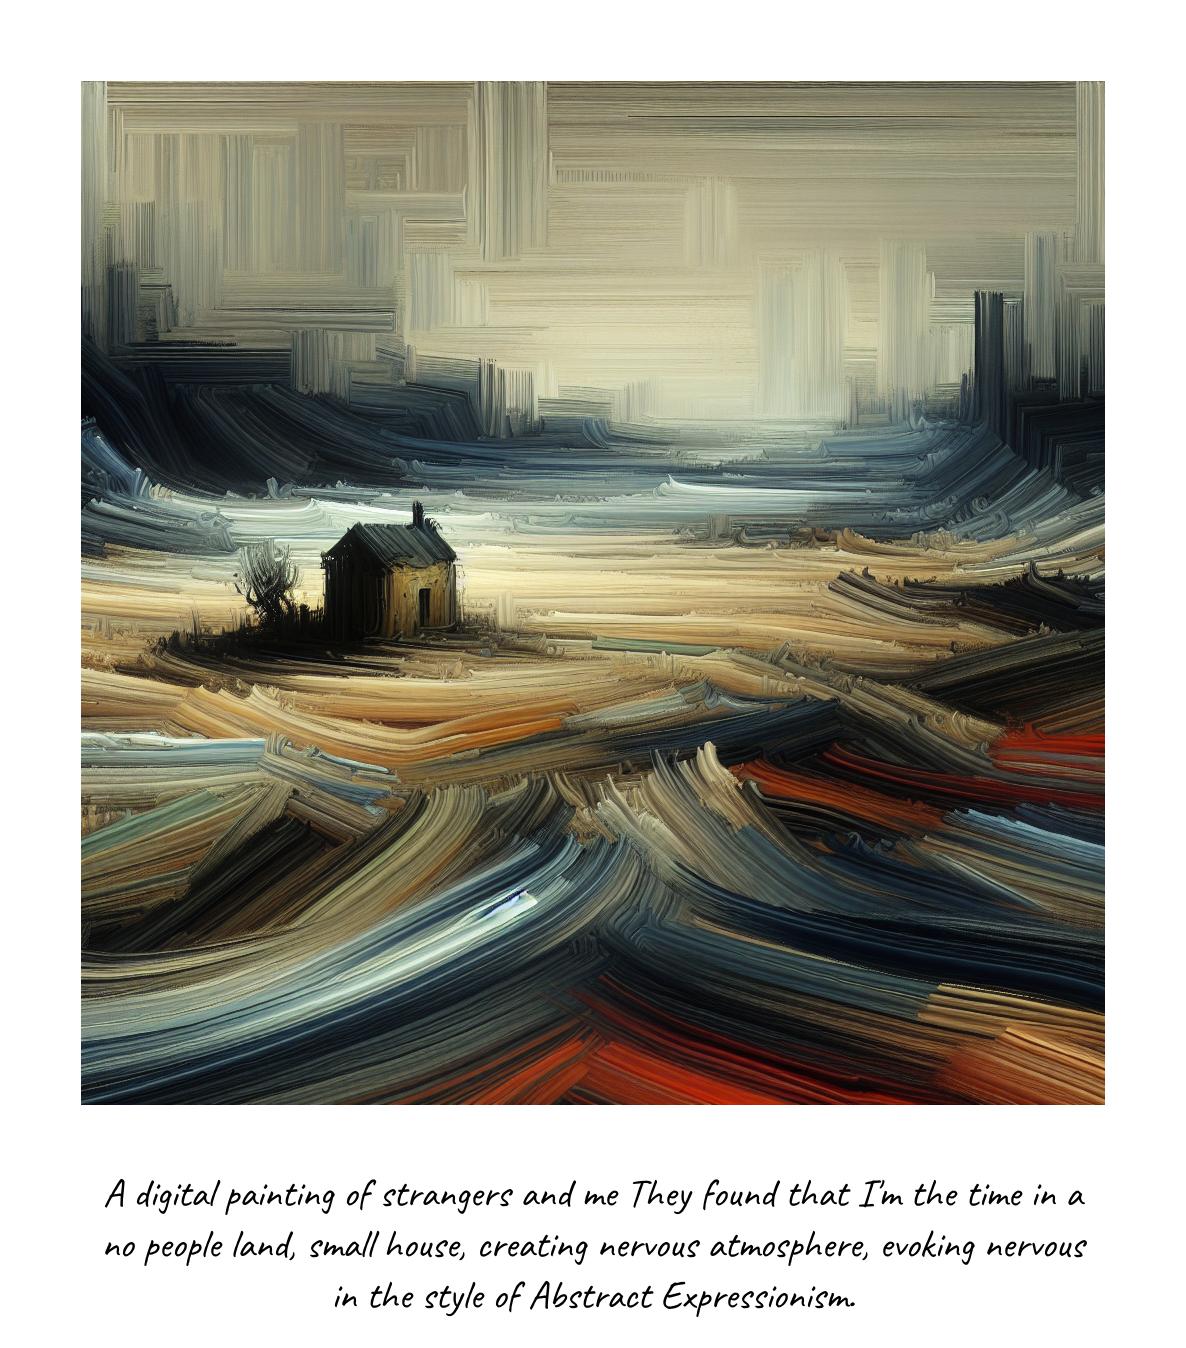 A digital painting of strangers and me They found that I'm the time in a
no people land, small house, creating nervous atmosphere, evoking nervous
in the style of Abstract Expressionism.